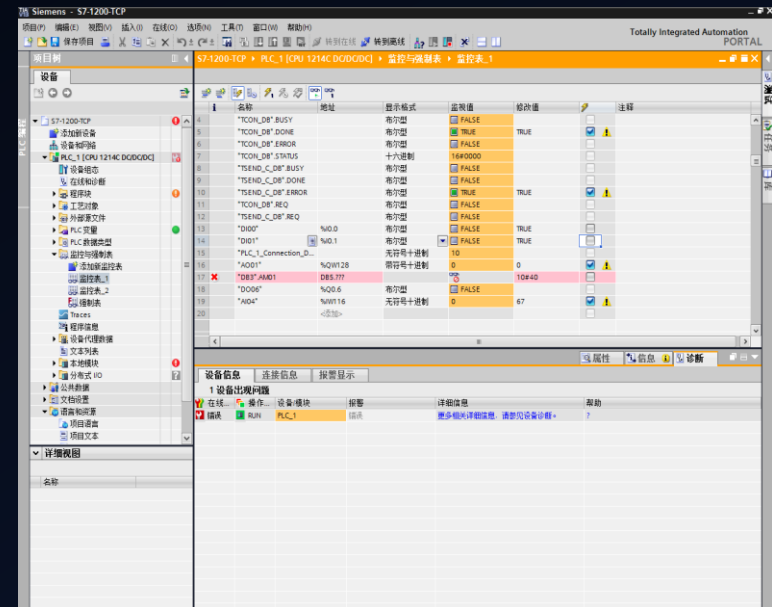 Siemens - S7-1200-TCP
项目(P) 编辑(E) 视图(V) 插入(I) 在线(O) 选项(N) 工具(T) 窗口(W) 帮助(H)
Totally Integrated Automation
PORTAL
保存项目 转到在线 转到离线
项目树
S7-1200-TCP PLC_1 [CPU 1214C DC/DC/DC] 监控与强制表 监控表_1
设备
i 名称 地址 显示格式 监视值 修改值 注释
S7-1200-TCP
添加新设备
设备和网络
PLC_1 [CPU 1214C DC/DC/DC]
设备组态
在线和诊断
程序块
工艺对象
外部源文件
PLC 变量
PLC 数据类型
监控与强制表
添加新监控表
监控表_1
监控表_2
强制表
Traces
程序信息
设备代理数据
文本列表
本地模块
分布式 I/O
公共数据
文档设置
语言和资源
项目语言
项目文本
4 "TCON_DB".BUSY 布尔型 FALSE
5 "TCON_DB".DONE 布尔型 TRUE TRUE
6 "TCON_DB".ERROR 布尔型 FALSE
7 "TCON_DB".STATUS 十六进制 16#0000
8 "TSEND_C_DB".BUSY 布尔型 FALSE
9 "TSEND_C_DB".DONE 布尔型 FALSE
10 "TSEND_C_DB".ERROR 布尔型 TRUE TRUE
11 "TCON_DB".REQ 布尔型 FALSE
12 "TSEND_C_DB".REQ 布尔型 FALSE
13 "DI00" %I0.0 布尔型 FALSE TRUE
14 "DI01" %I0.1 布尔型 FALSE TRUE
15 "PLC_1_Connection_D... 无符号十进制 10
16 "AO01" %QW128 带符号十进制 0 0
17 "DB3".AM01 DB5.??? 10#40
18 "DO06" %Q0.6 布尔型 FALSE
19 "AI04" %IW116 无符号十进制 0 67
20 <添加>
属性 信息 诊断
设备信息 连接信息 报警显示
1 设备出现问题
在线... 操作... 设备/模块 报警 详细信息 帮助
错误 RUN PLC_1 错误 更多相关详细信息，请参见设备诊断。 ?
详细视图
名称